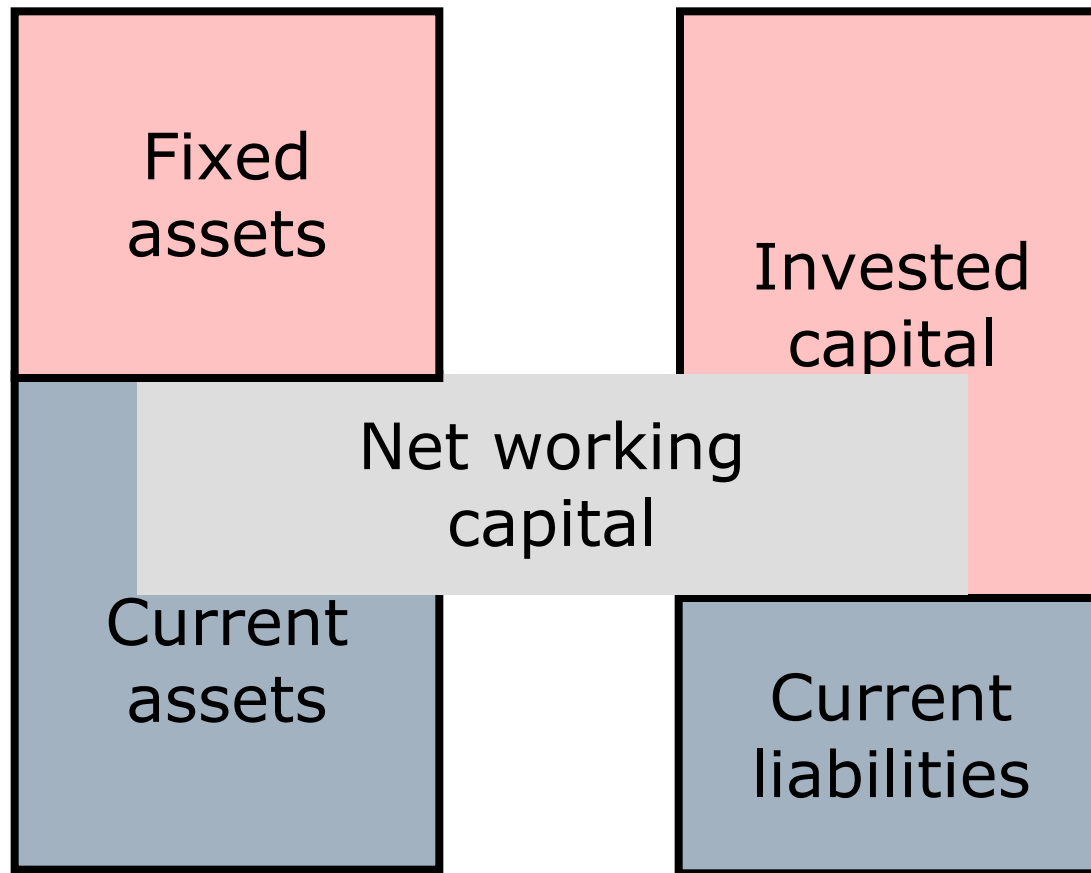 Fixed
assets
Invested
capital
Net working
capital
Current
assets
Current
liabilities